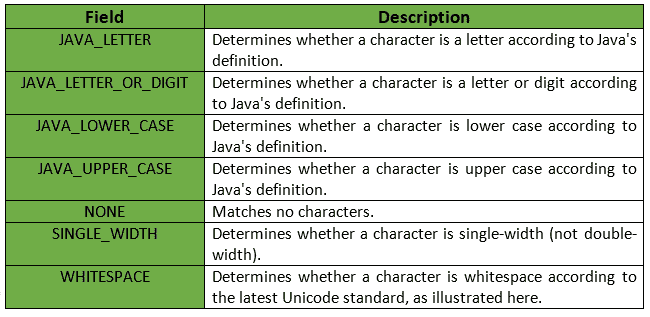 Field Description
JAVA_LETTER Determines whether a character is a letter according to Java's
definition.
JAVA_LETTER_OR_DIGIT Determines whether a character is a letter or digit according
to Java's definition.
JAVA_LOWER_CASE Determines whether a character is lower case according to
Java's definition.
JAVA_UPPER_CASE Determines whether a character is upper case according to
Java's definition.
NONE Matches no characters.
SINGLE_WIDTH Determines whether a character is single-width (not double-
width).
WHITESPACE Determines whether a character is whitespace according to
the latest Unicode standard, as illustrated here.